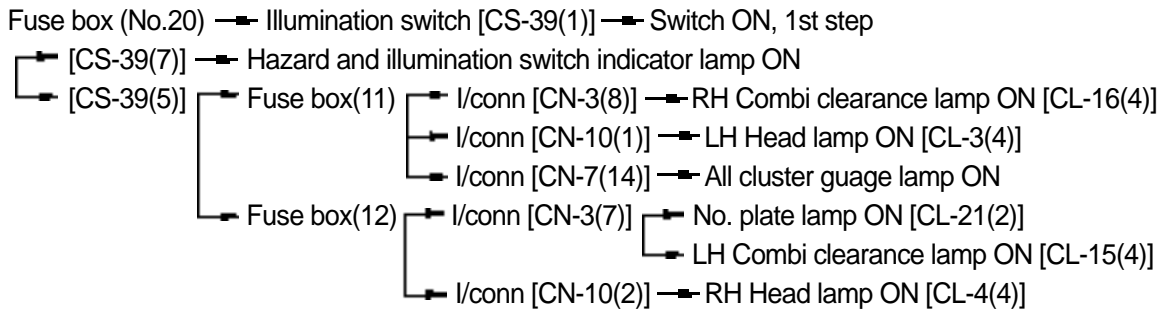 Fuse box (No.20) Illumination switch [CS-39(1)] Switch ON, 1st step
[CS-39(7)] Hazard and illumination switch indicator lamp ON
[CS-39(5)] Fuse box(11) I/conn [CN-3(8)] RH Combi clearance lamp ON [CL-16(4)]
I/conn [CN-10(1)] LH Head lamp ON [CL-3(4)]
I/conn [CN-7(14)] All cluster guage lamp ON
Fuse box(12) I/conn [CN-3(7)] No. plate lamp ON [CL-21(2)]
LH Combi clearance lamp ON [CL-15(4)]
I/conn [CN-10(2)] RH Head lamp ON [CL-4(4)]